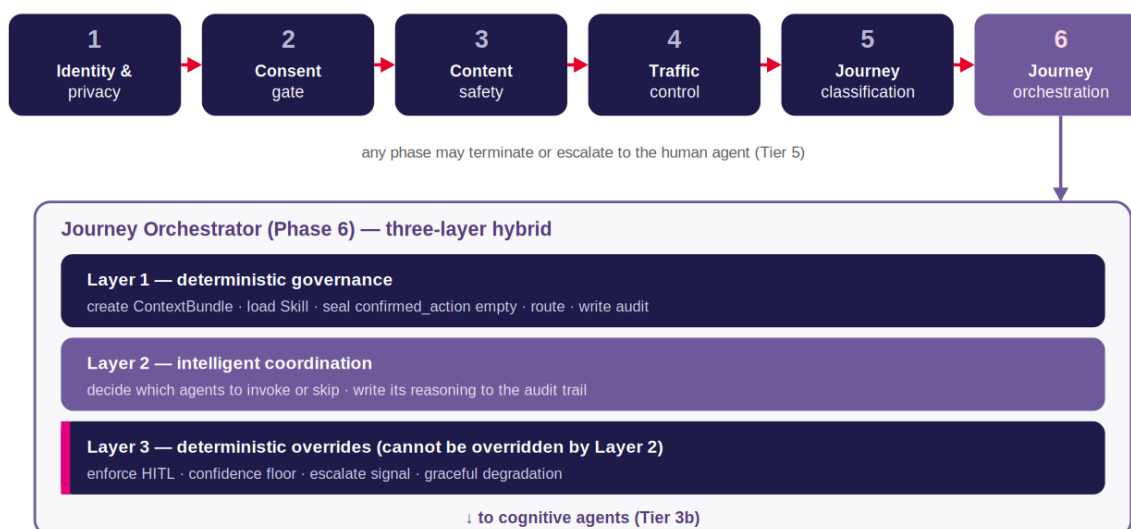 1
Identity &
privacy
2
Consent
gate
3
Content
safety
4
Traffic
control
5
Journey
classification
6
Journey
orchestration
any phase may terminate or escalate to the human agent (Tier 5)
Journey Orchestrator (Phase 6) — three-layer hybrid
Layer 1 — deterministic governance
create ContextBundle · load Skill · seal confirmed_action empty · route · write audit
Layer 2 — intelligent coordination
decide which agents to invoke or skip · write its reasoning to the audit trail
Layer 3 — deterministic overrides (cannot be overridden by Layer 2)
enforce HITL · confidence floor · escalate signal · graceful degradation
↓ to cognitive agents (Tier 3b)